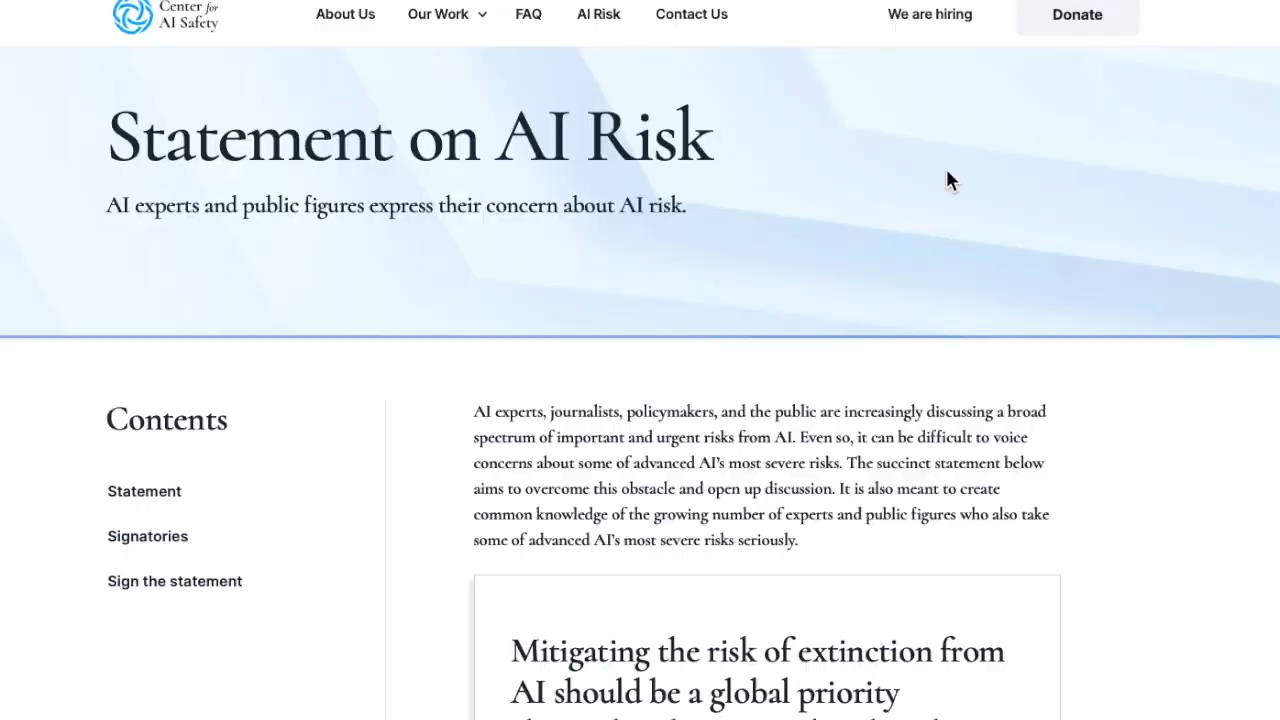 Center for
AI Safety
About Us
Our Work
FAQ
AI Risk
Contact Us
We are hiring
Donate
Statement on AI Risk
AI experts and public figures express their concern about AI risk.
Contents
Statement
Signatories
Sign the statement
AI experts, journalists, policymakers, and the public are increasingly discussing a broad
spectrum of important and urgent risks from AI. Even so, it can be difficult to voice
concerns about some of advanced AI's most severe risks. The succinct statement below
aims to overcome this obstacle and open up discussion. It is also meant to create
common knowledge of the growing number of experts and public figures who also take
some of advanced AI's most severe risks seriously.
Mitigating the risk of extinction from
AI should be a global priority